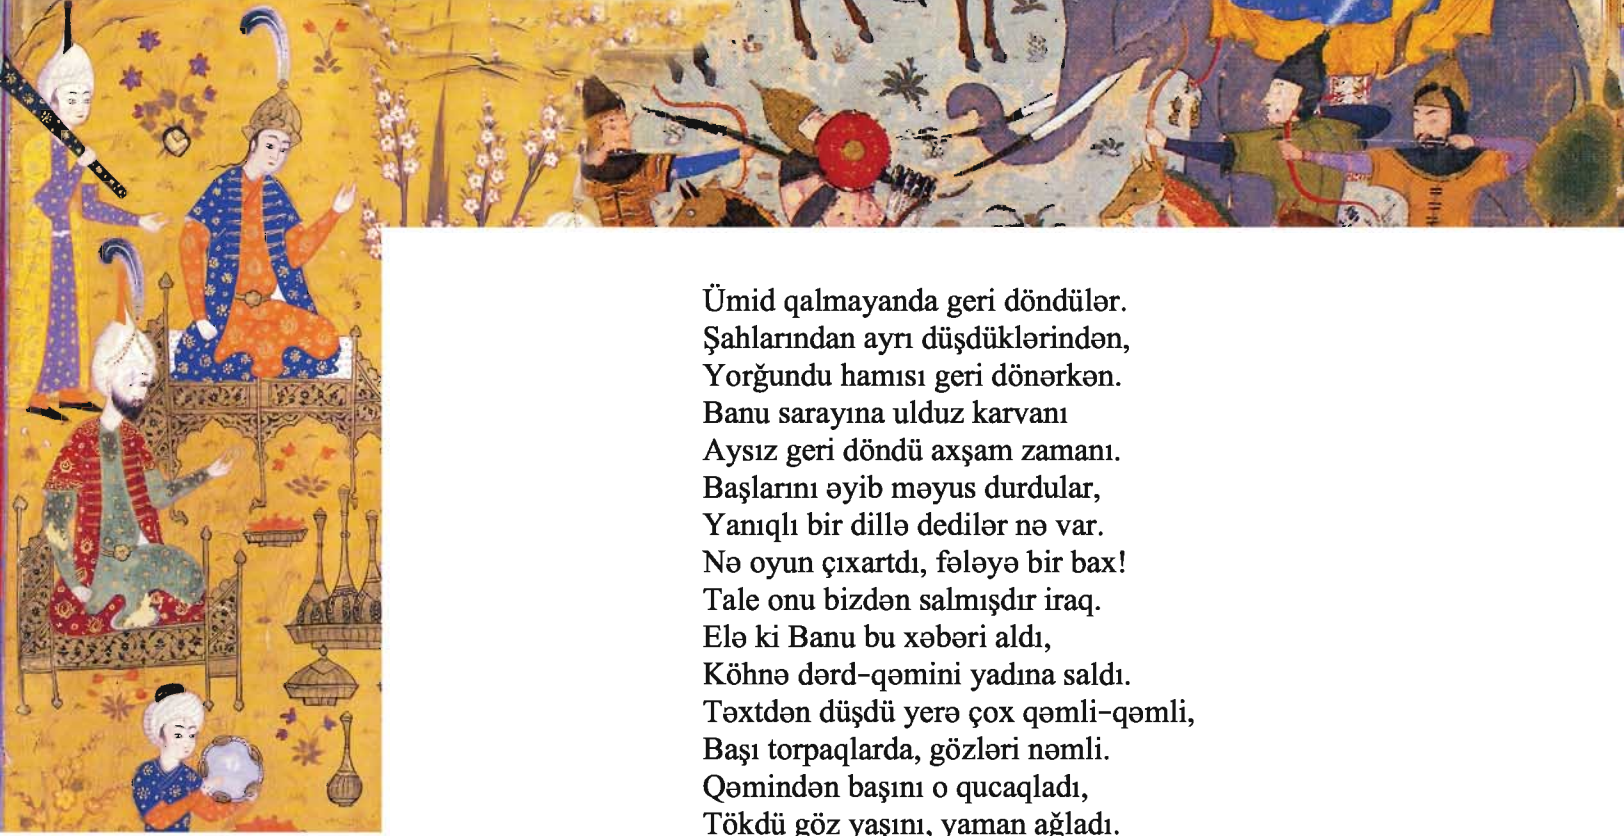 Ümid qalmayanda geri döndülər.
Şahlarından ayrı düşdüklərindən,
Yorğundu hamısı geri dönərkən.
Banu sarayına ulduz karvanı
Aysız geri döndü axşam zamanı.
Başlarını əyib məyus durdular,
Yanıqlı bir dillə dedilər nə var.
Nə oyun çıxartdı, fələyə bir bax!
Tale onu bizdən salmışdır iraq.
Elə ki Banu bu xəbəri aldı,
Köhnə dərd-qəmini yadına saldı.
Təxtdən düşdü yerə çox qəmli-qəmli,
Başı torpaqlarda, gözləri nəmli.
Qəmindən başını o qucaqladı,
Tökdü göz yaşını, yaman ağladı.